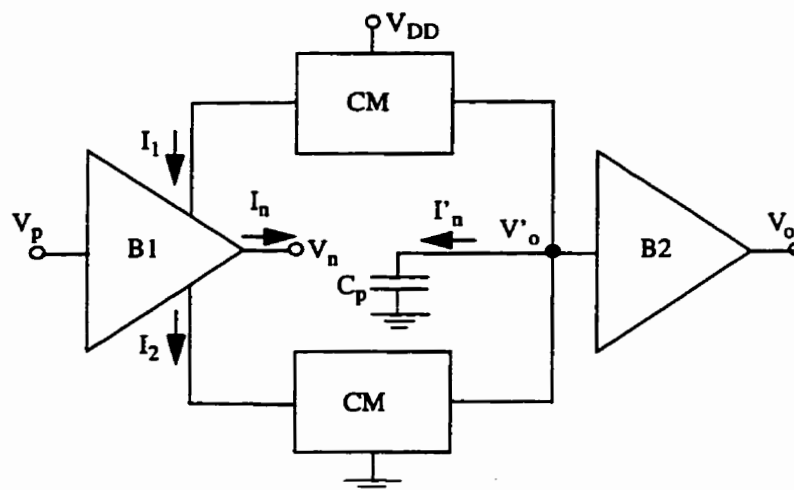 V_DD
CM
I_1
I_n
I'_n
V_p
B1
V_n
V'_o
B2
V_o
C_p
I_2
CM